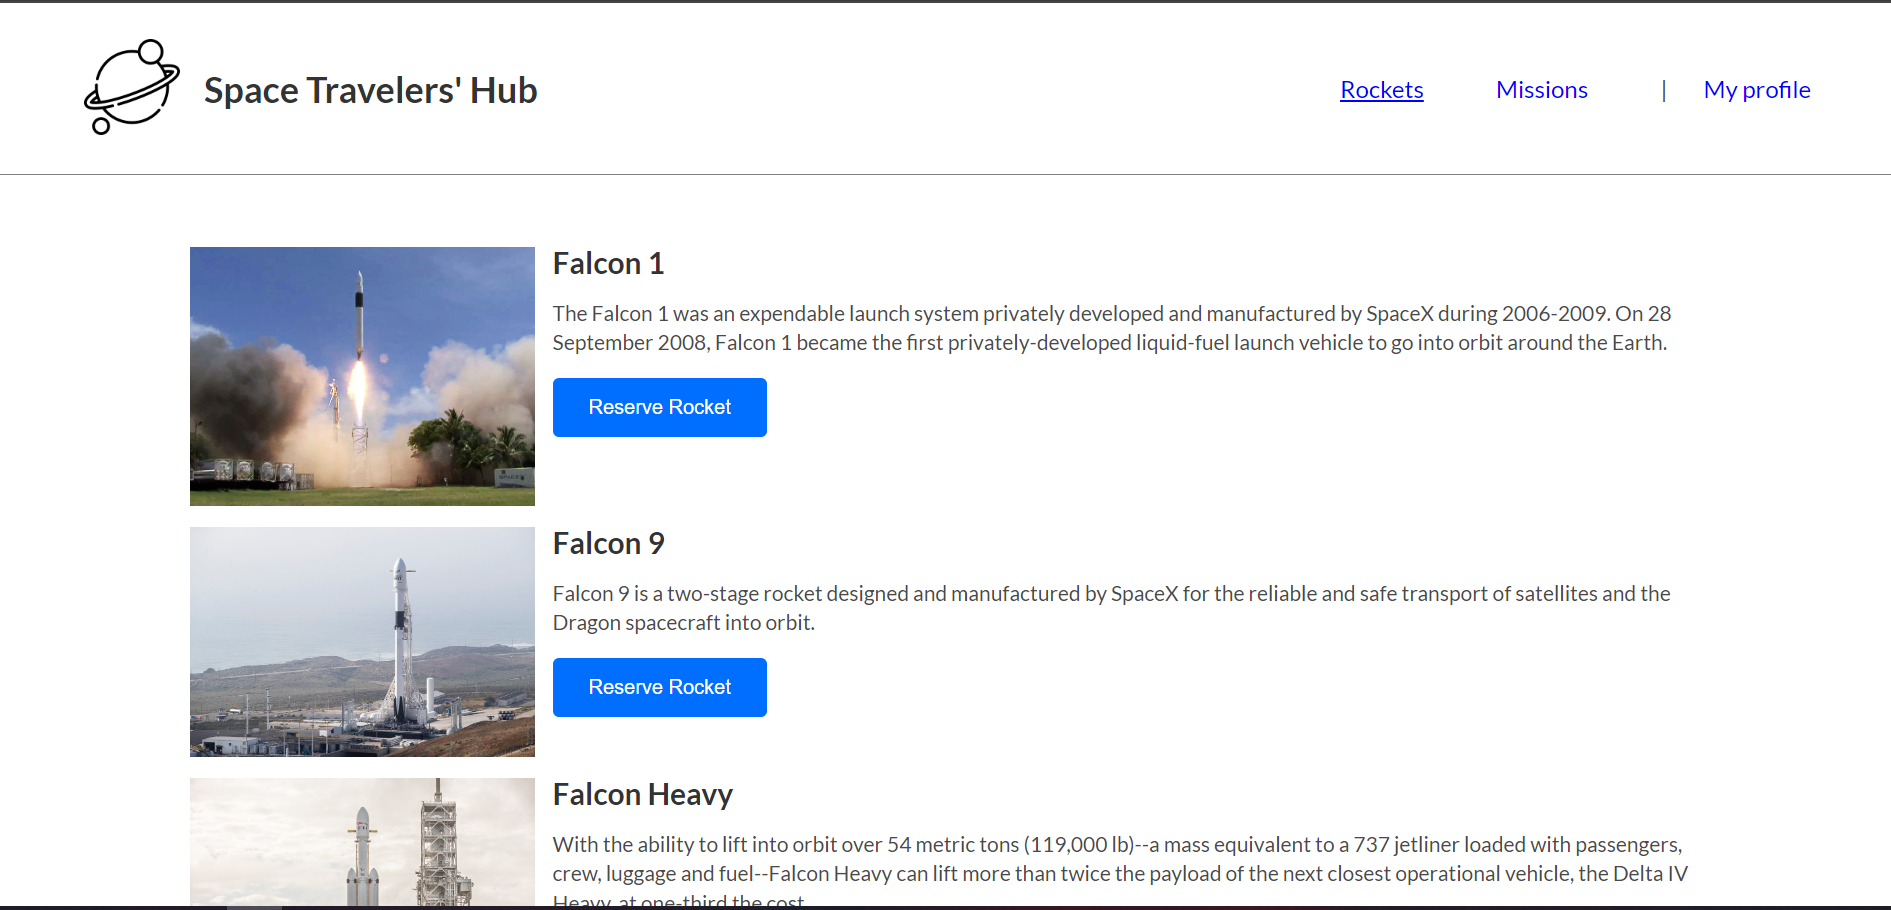 Space Travelers' Hub
Rockets Missions | My profile
Falcon 1
The Falcon 1 was an expendable launch system privately developed and manufactured by SpaceX during 2006-2009. On 28
September 2008, Falcon 1 became the first privately-developed liquid-fuel launch vehicle to go into orbit around the Earth.
Reserve Rocket
Falcon 9
Falcon 9 is a two-stage rocket designed and manufactured by SpaceX for the reliable and safe transport of satellites and the
Dragon spacecraft into orbit.
Reserve Rocket
Falcon Heavy
With the ability to lift into orbit over 54 metric tons (119,000 lb)--a mass equivalent to a 737 jetliner loaded with passengers,
crew, luggage and fuel--Falcon Heavy can lift more than twice the payload of the next closest operational vehicle, the Delta IV
Heavy, at one-third the cost